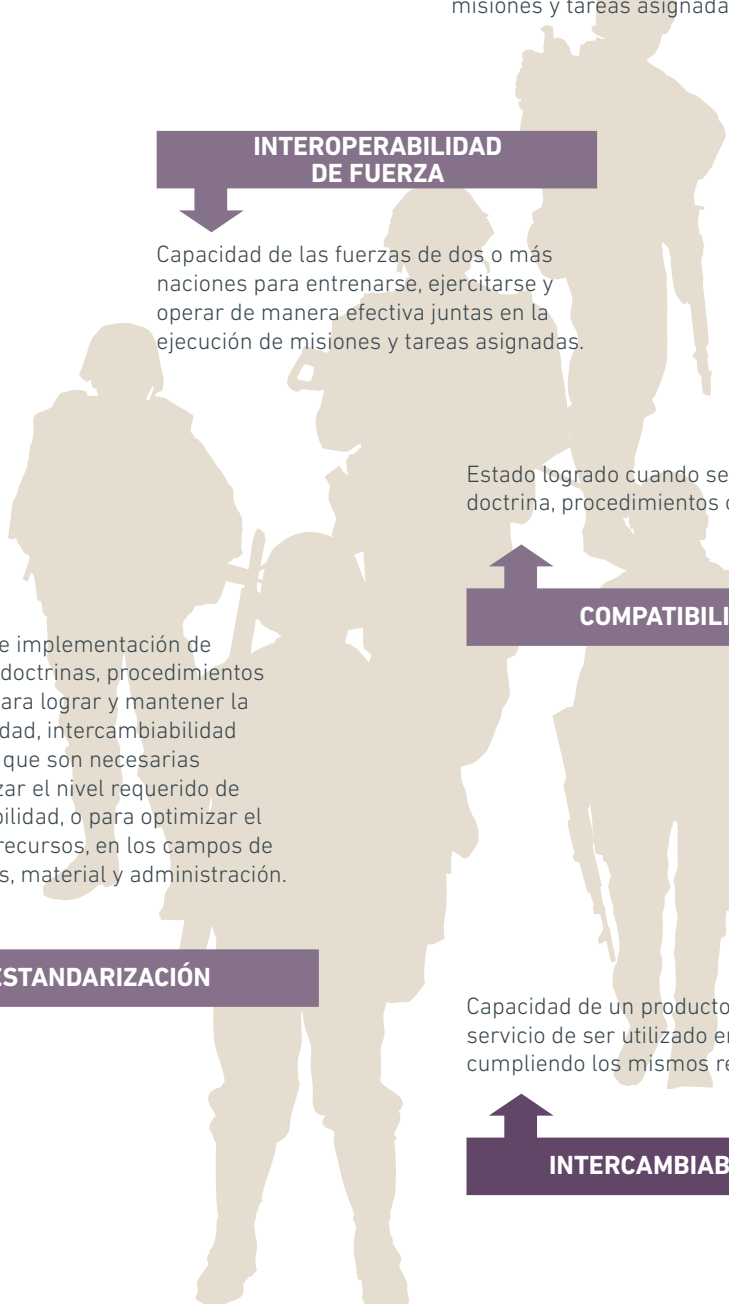 misiones y tareas
INTEROPERABILIDAD
DE FUERZA
Capacidad de las fuerzas de dos o más
naciones para entrenarse, ejercitarse y
operar de manera efectiva juntas en la
ejecución de misiones y tareas asignadas.
Estado logrado cuando se
doctrina, procedimientos
COMPATIBILI
e implementación de
doctrinas, procedimientos
ara lograr y mantener la
dad, intercambiabilidad
que son necesarias
zar el nivel requerido de
bilidad, o para optimizar el
recursos, en los campos de
s, material y administración.
ESTANDARIZACIÓN
Capacidad de un producto
servicio de ser utilizado
cumpliendo los mismos
INTERCAMBIAB